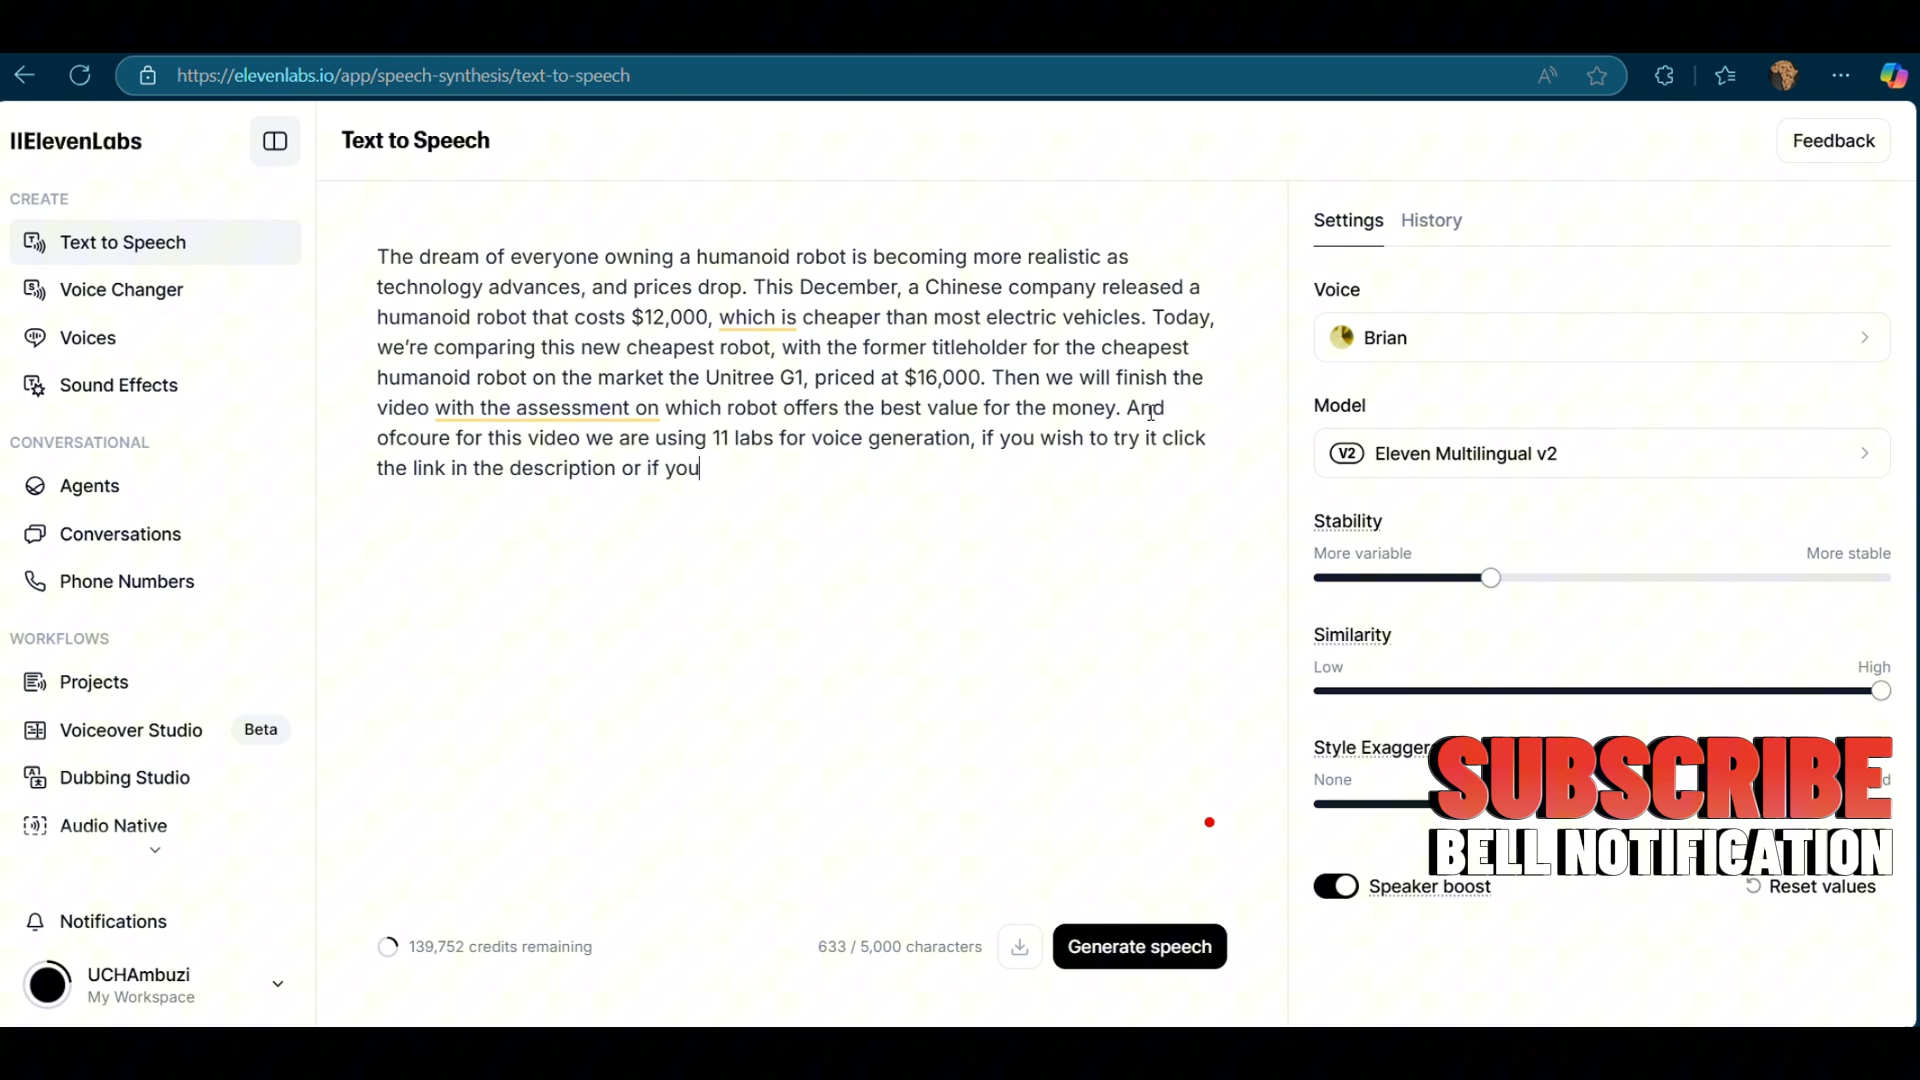 https://elevenlabs.io/app/speech-synthesis/text-to-speech
IIElevenLabs
Text to Speech
Feedback
CREATE
Text to Speech
Voice Changer
Voices
Sound Effects
CONVERSATIONAL
Agents
Conversations
Phone Numbers
WORKFLOWS
Projects
Voiceover Studio Beta
Dubbing Studio
Audio Native
Notifications
UCHAmbuzi
My Workspace
The dream of everyone owning a humanoid robot is becoming more realistic as
technology advances, and prices drop. This December, a Chinese company released a
humanoid robot that costs $12,000, which is cheaper than most electric vehicles. Today,
we’re comparing this new cheapest robot, with the former titleholder for the cheapest
humanoid robot on the market the Unitree G1, priced at $16,000. Then we will finish the
video with the assessment on which robot offers the best value for the money. And
ofcoure for this video we are using 11 labs for voice generation, if you wish to try it click
the link in the description or if you
139,752 credits remaining
633 / 5,000 characters
Generate speech
Settings History
Voice
Brian
Model
V2 Eleven Multilingual v2
Stability
More variable More stable
Similarity
Low High
Style Exagger
None
SUBSCRIBE
BELL NOTIFICATION
Speaker boost
Reset values